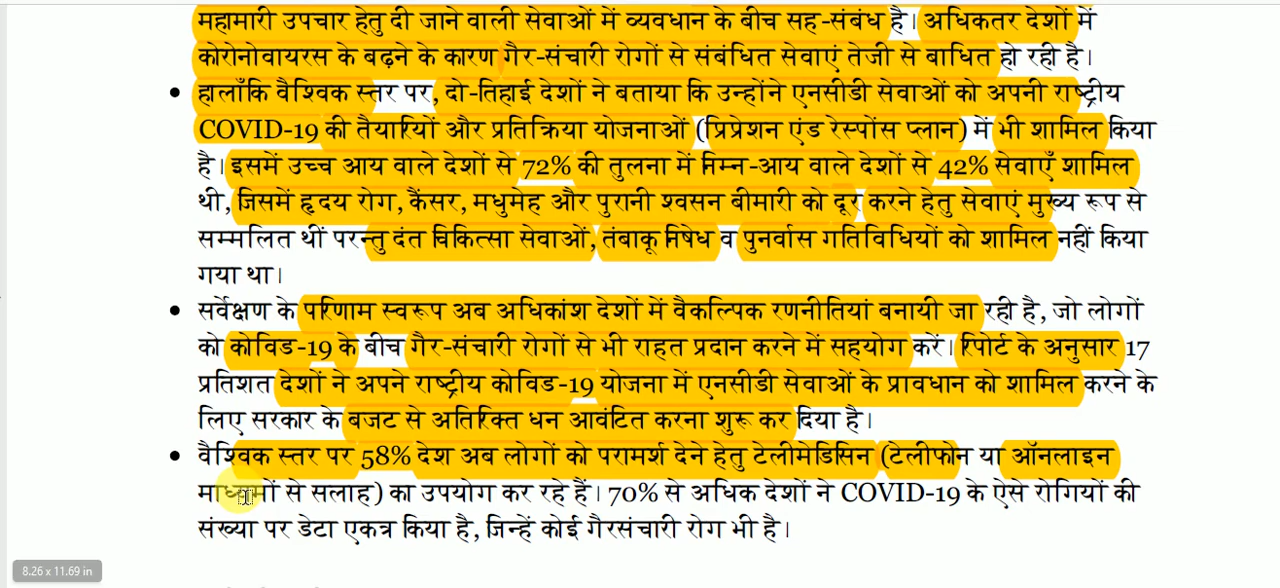 महामारी उपचार हेतु दी जाने वाली सेवाओं में व्यवधान के बीच सह-संबंध है। अधिकतर देशों में
कोरोनोवायरस के बढ़ने के कारण गैर-संचारी रोगों से संबंधित सेवाएं तेजी से बाधित हो रही है।
• हालाँकि वैश्विक स्तर पर, दो-तिहाई देशों ने बताया कि उन्होंने एनसीडी सेवाओं को अपनी राष्ट्रीय
COVID-19 की तैयारियों और प्रतिक्रिया योजनाओं (प्रिप्रेशन एंड रेस्पोंस प्लान) में भी शामिल किया
है। इसमें उच्च आय वाले देशों से 72% की तुलना में निम्न-आय वाले देशों से 42% सेवाएँ शामिल
थी, जिसमें हृदय रोग, कैंसर, मधुमेह और पुरानी श्वसन बीमारी को दूर करने हेतु सेवाएं मुख्य रूप से
सम्मलित थीं परन्तु दंत चिकित्सा सेवाओं, तंबाकू निषेध व पुनर्वास गतिविधियों को शामिल नहीं किया
गया था।
• सर्वेक्षण के परिणाम स्वरूप अब अधिकांश देशों में वैकल्पिक रणनीतियां बनायी जा रही है, जो लोगों
को कोविड-19 के बीच गैर-संचारी रोगों से भी राहत प्रदान करने में सहयोग करें। रिपोर्ट के अनुसार 17
प्रतिशत देशों ने अपने राष्ट्रीय कोविड-19 योजना में एनसीडी सेवाओं के प्रावधान को शामिल करने के
लिए सरकार के बजट से अतिरिक्त धन आवंटित करना शुरू कर दिया है।
• वैश्विक स्तर पर 58% देश अब लोगों को परामर्श देने हेतु टेलीमेडिसिन (टेलीफोन या ऑनलाइन
माध्यमों से सलाह) का उपयोग कर रहे हैं। 70% से अधिक देशों ने COVID-19 के ऐसे रोगियों की
संख्या पर डेटा एकत्र किया है, जिन्हें कोई गैरसंचारी रोग भी है।
8.26 x 11.69 in